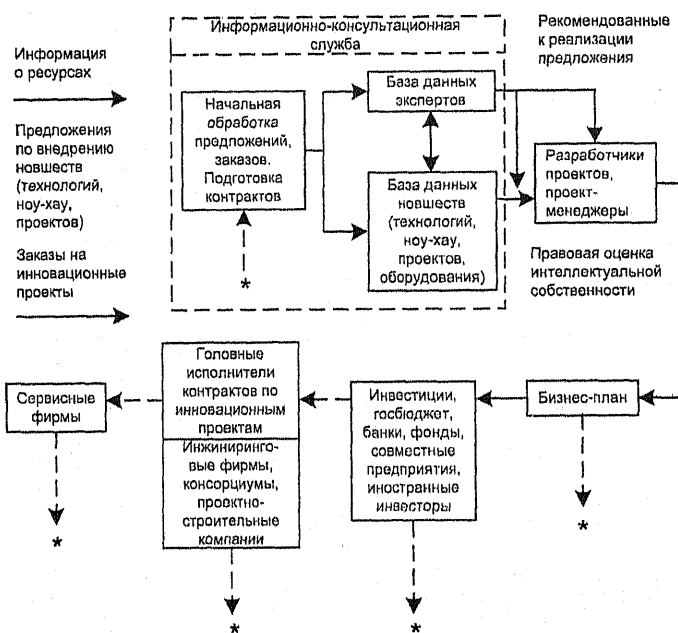 Информация
о ресурсах
Предложения
по внедрению
новшеств
(технологий,
ноу-хау,
проектов)
Заказы на
инновационные
проекты
Информационно-консультационная
служба
Начальная
обработка
предложений,
заказов.
Подготовка
контрактов
*
База данных
экспертов
База данных
новшеств
(технологий,
ноу-хау,
проектов,
оборудования)
Рекомендованные
к реализации
предложения
Разработчики
проектов,
проект-
менеджеры
Правовая оценка
интеллектуальной
собственности
Сервисные
фирмы
*
Головные
исполнители
контрактов по
инновационным
проектам
Инжиниринго-
вые фирмы,
консорциумы,
проектно-
строительные
компании
*
Инвестиции,
госбюджет,
банки, фонды,
совместные
предприятия,
иностранные
инвесторы
*
Бизнес-план
*